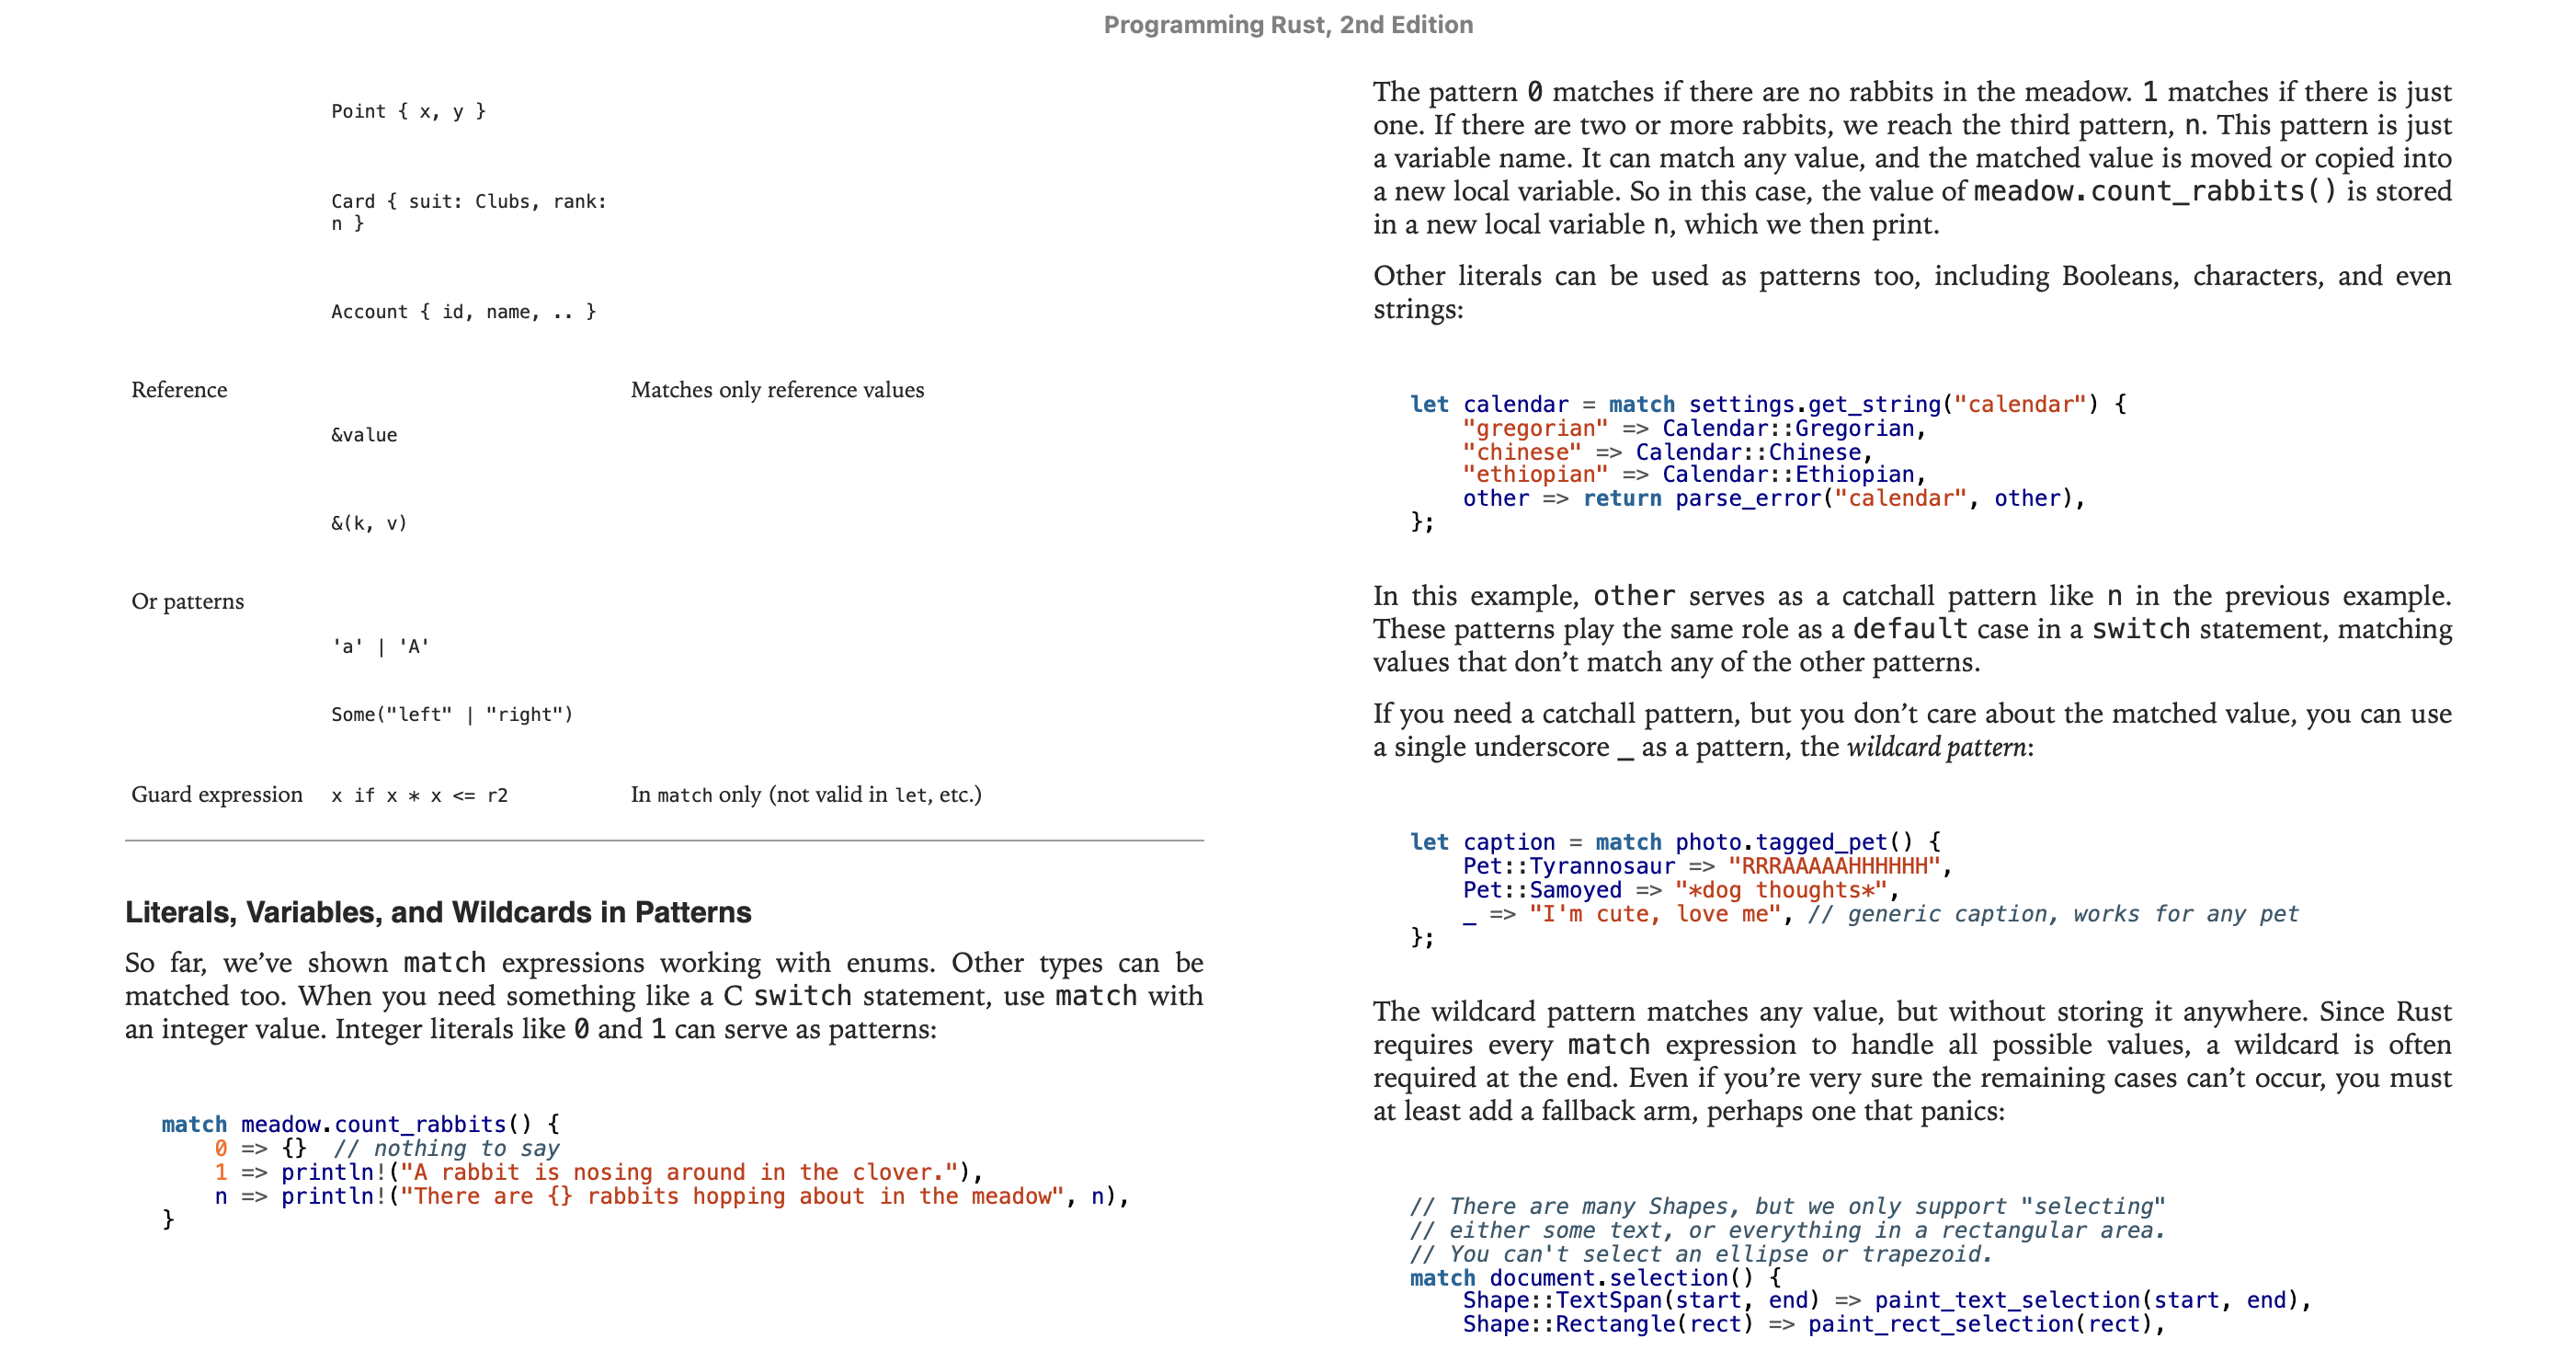 Programming Rust, 2nd Edition
Point { x, y }
Card { suit: Clubs, rank:
n }
Account { id, name, .. }
Reference Matches only reference values
&value
&(k, v)
Or patterns
'a' | 'A'
Some("left" | "right")
Guard expression x if x * x <= r2 In match only (not valid in let, etc.)
Literals, Variables, and Wildcards in Patterns
So far, we’ve shown match expressions working with enums. Other types can be
matched too. When you need something like a C switch statement, use match with
an integer value. Integer literals like 0 and 1 can serve as patterns:
match meadow.count_rabbits() {
    0 => {}  // nothing to say
    1 => println!("A rabbit is nosing around in the clover."),
    n => println!("There are {} rabbits hopping about in the meadow", n),
}
The pattern 0 matches if there are no rabbits in the meadow. 1 matches if there is just
one. If there are two or more rabbits, we reach the third pattern, n. This pattern is just
a variable name. It can match any value, and the matched value is moved or copied into
a new local variable. So in this case, the value of meadow.count_rabbits() is stored
in a new local variable n, which we then print.
Other literals can be used as patterns too, including Booleans, characters, and even
strings:
let calendar = match settings.get_string("calendar") {
    "gregorian" => Calendar::Gregorian,
    "chinese" => Calendar::Chinese,
    "ethiopian" => Calendar::Ethiopian,
    other => return parse_error("calendar", other),
};
In this example, other serves as a catchall pattern like n in the previous example.
These patterns play the same role as a default case in a switch statement, matching
values that don’t match any of the other patterns.
If you need a catchall pattern, but you don’t care about the matched value, you can use
a single underscore _ as a pattern, the wildcard pattern:
let caption = match photo.tagged_pet() {
    Pet::Tyrannosaur => "RRRAAAAAHHHHHH",
    Pet::Samoyed => "*dog thoughts*",
    _ => "I'm cute, love me", // generic caption, works for any pet
};
The wildcard pattern matches any value, but without storing it anywhere. Since Rust
requires every match expression to handle all possible values, a wildcard is often
required at the end. Even if you’re very sure the remaining cases can’t occur, you must
at least add a fallback arm, perhaps one that panics:
// There are many Shapes, but we only support "selecting"
// either some text, or everything in a rectangular area.
// You can't select an ellipse or trapezoid.
match document.selection() {
    Shape::TextSpan(start, end) => paint_text_selection(start, end),
    Shape::Rectangle(rect) => paint_rect_selection(rect),